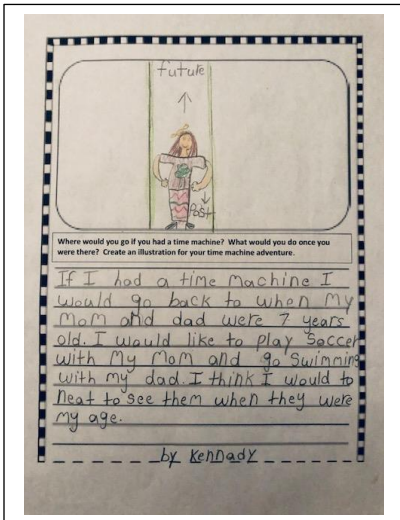 future
Past
Where would you go if you had a time machine? What would you do once you
were there? Create an illustration for your time machine adventure.
If I had a time machine I
would go back to when My
Mom and dad were 7 years
old. I would like to play Soccer
with My Mom and go Swimming
with my dad. I think I would to
neat to see them when they were
My age.
by Kennady